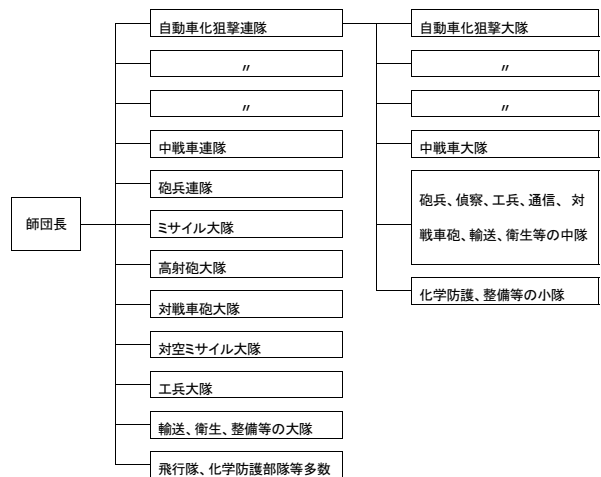 師団長
自動車化狙撃連隊
〃
〃
中戦車連隊
砲兵連隊
ミサイル大隊
高射砲大隊
対戦車砲大隊
対空ミサイル大隊
工兵大隊
輸送、衛生、整備等の大隊
飛行隊、化学防護部隊等多数
自動車化狙撃大隊
〃
〃
中戦車大隊
砲兵、偵察、工兵、通信、 対
戦車砲、輸送、衛生等の中隊
化学防護、整備等の小隊